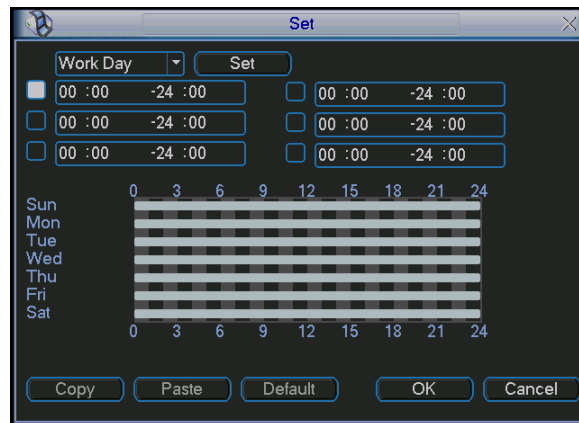 Set
Work Day Set
00 :00 -24 :00 00 :00 -24 :00
00 :00 -24 :00 00 :00 -24 :00
00 :00 -24 :00 00 :00 -24 :00
0 3 6 9 12 15 18 21 24
Sun
Mon
Tue
Wed
Thu
Fri
Sat
0 3 6 9 12 15 18 21 24
Copy Paste Default OK Cancel